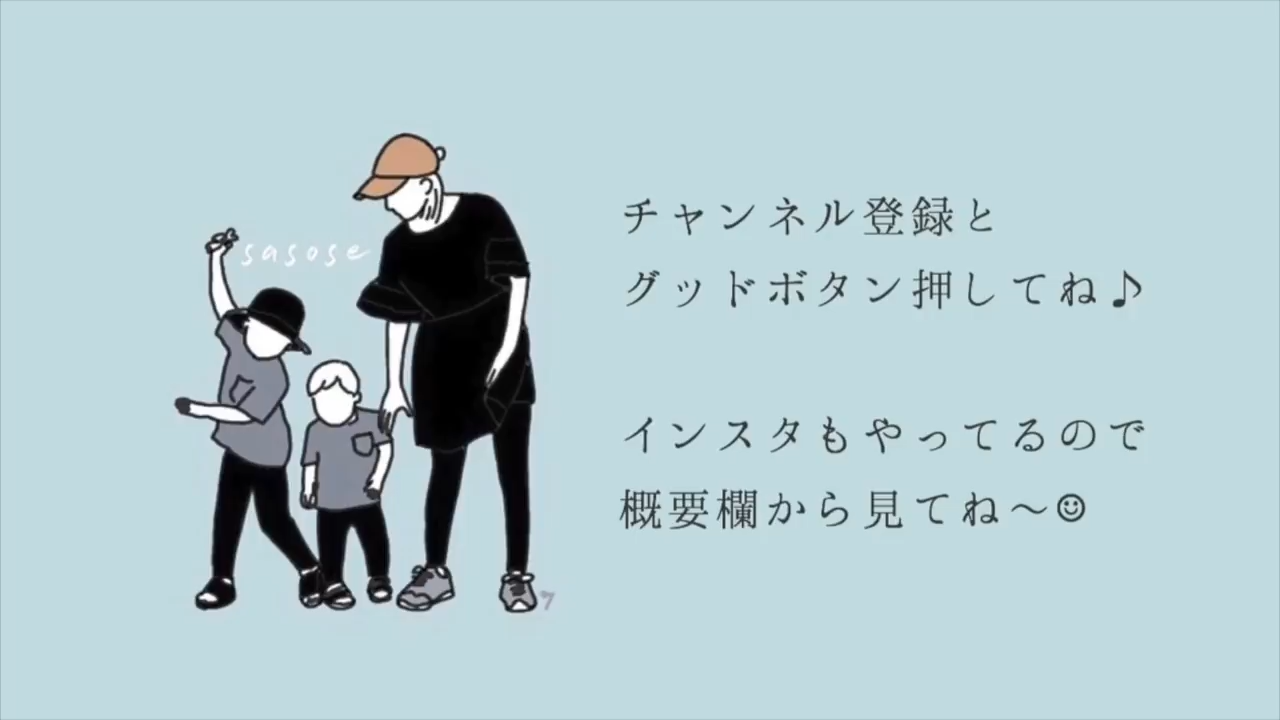 sasose
チャンネル登録と
グッドボタン押してね♪
インスタもやってるので
概要欄から見てね〜☺